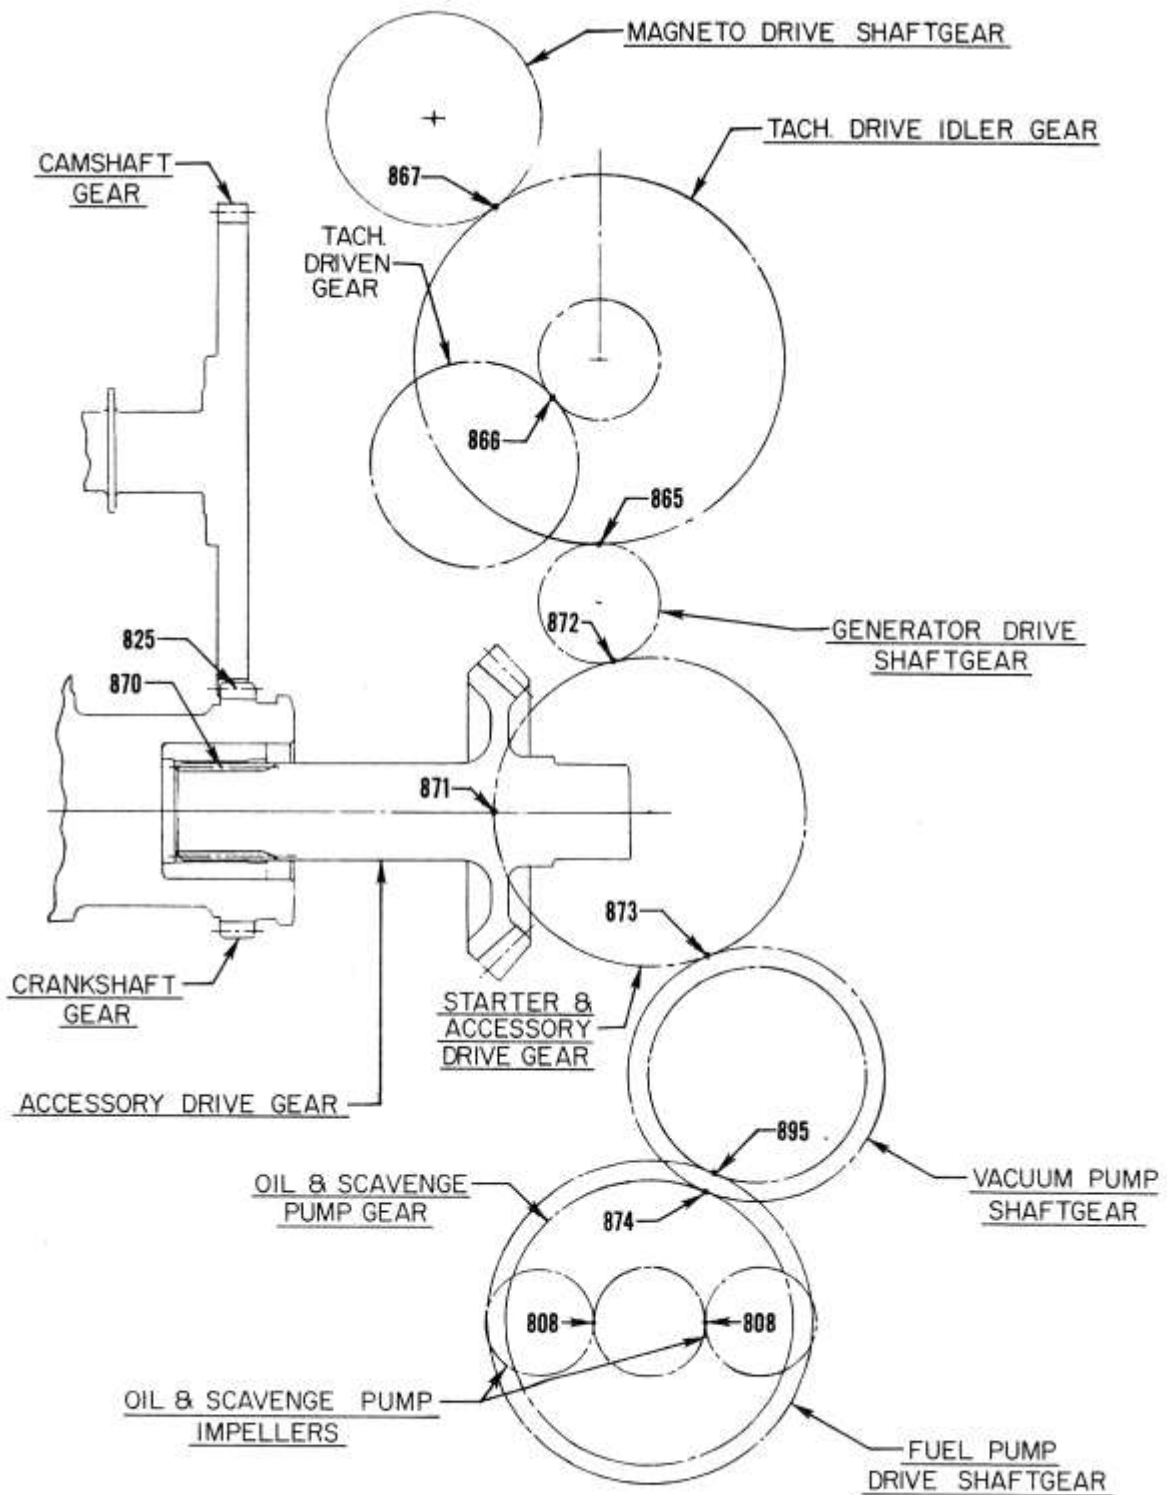 MAGNETO DRIVE SHAFTGEAR
TACH. DRIVE IDLER GEAR
CAMSHAFT
GEAR
867
TACH.
DRIVEN
GEAR
866
865
872
GENERATOR DRIVE
SHAFTGEAR
825
870
871
873
CRANKSHAFT
GEAR
STARTER &
ACCESSORY
DRIVE GEAR
ACCESSORY DRIVE GEAR
895
OIL & SCAVENGE
PUMP GEAR
874
VACUUM PUMP
SHAFTGEAR
808
808
OIL & SCAVENGE PUMP
IMPELLERS
FUEL PUMP
DRIVE SHAFTGEAR